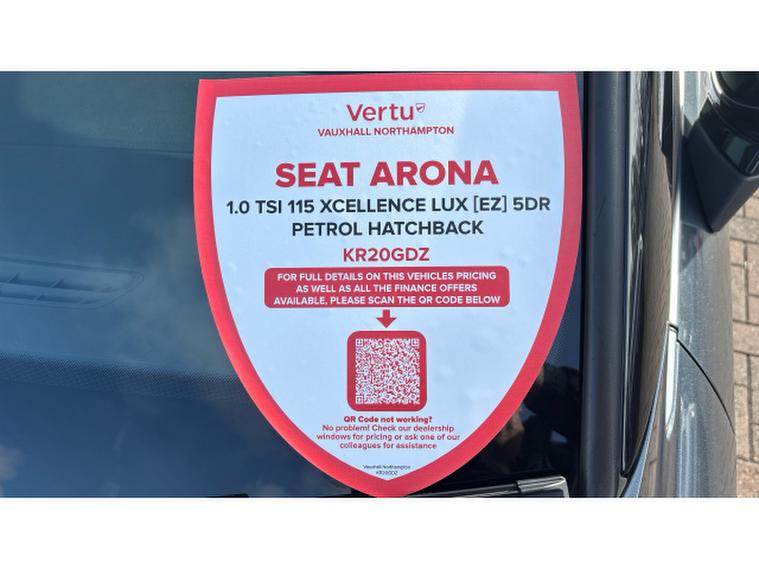 Vertu
VAUXHALL NORTHAMPTON
SEAT ARONA
1.0 TSI 115 XCELLENCE LUX [EZ] 5DR
PETROL HATCHBACK
KR20GDZ
FOR FULL DETAILS ON THIS VEHICLES PRICING
AS WELL AS ALL THE FINANCE OFFERS
AVAILABLE, PLEASE SCAN THE QR CODE BELOW
QR Code not working?
No problem! Check our dealership
windows for pricing or ask one of our
colleagues for assistance
Vauxhall Northampton
KR20GDZ